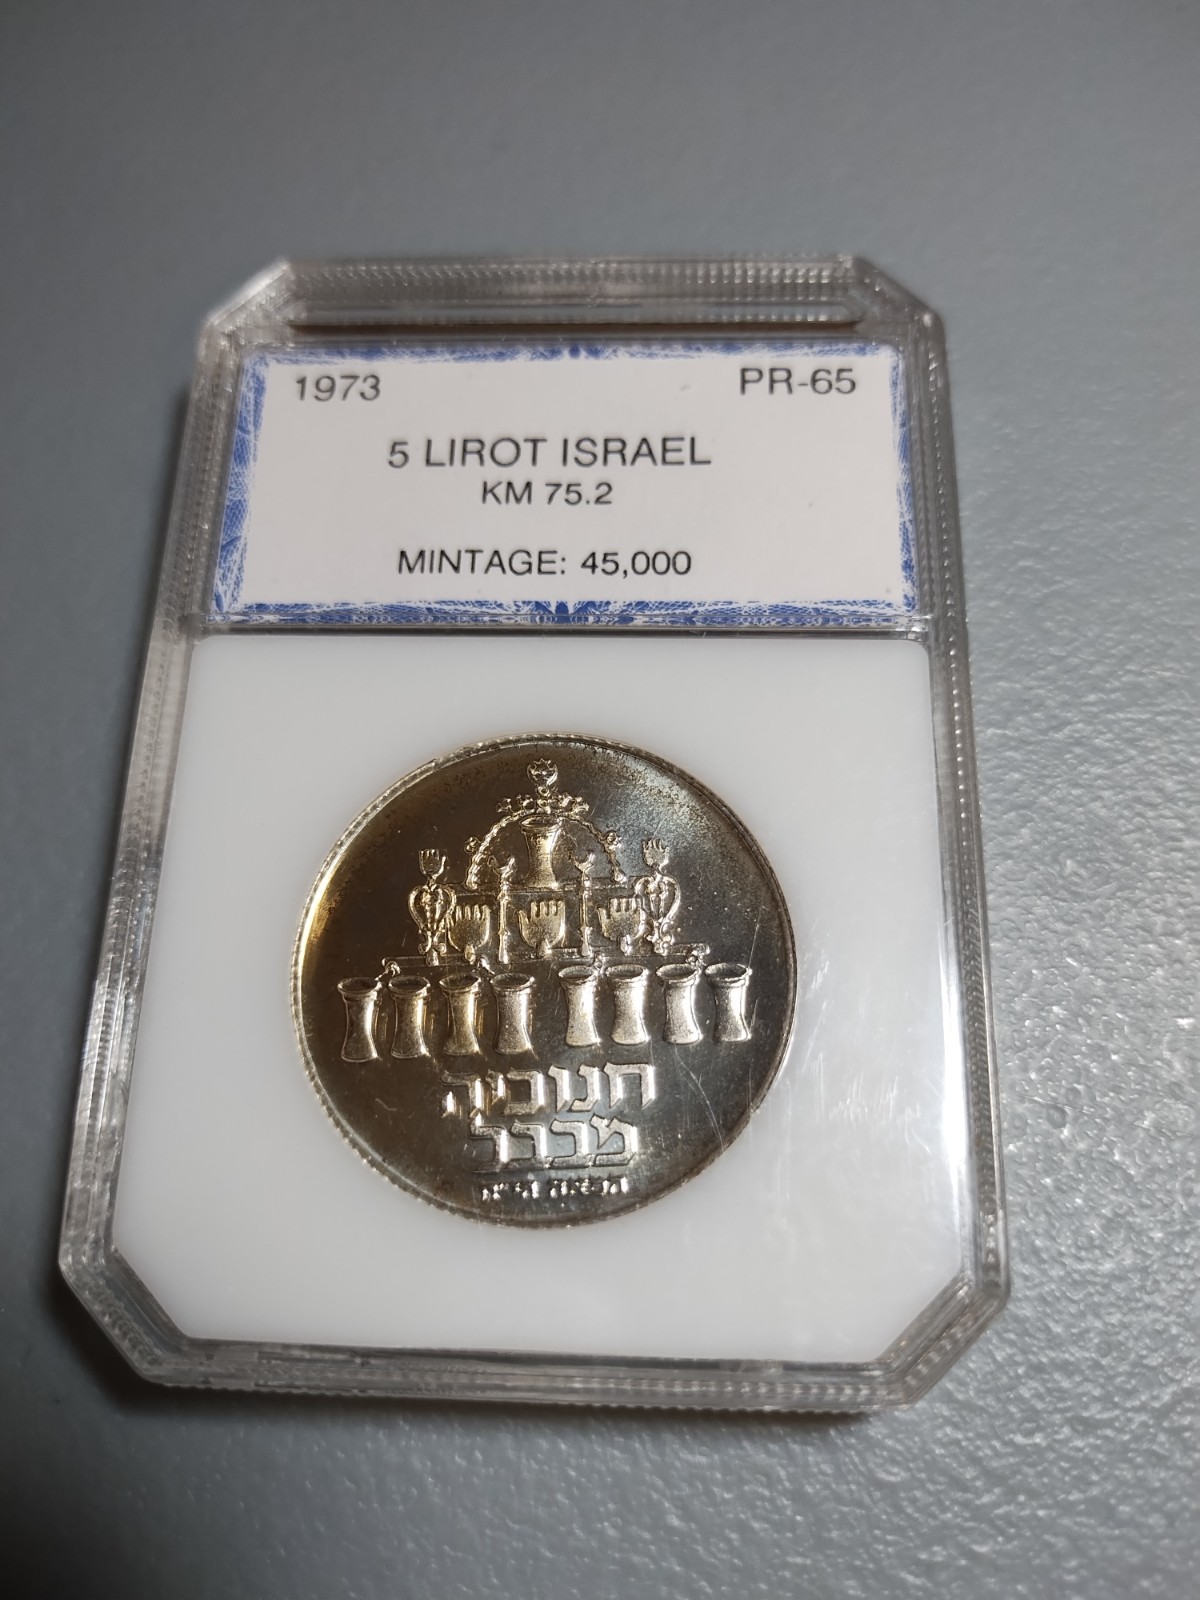 1973
PR-65
5 LIROT ISRAEL
KM 75.2
MINTAGE: 45,000
חנוכיה
מבבל